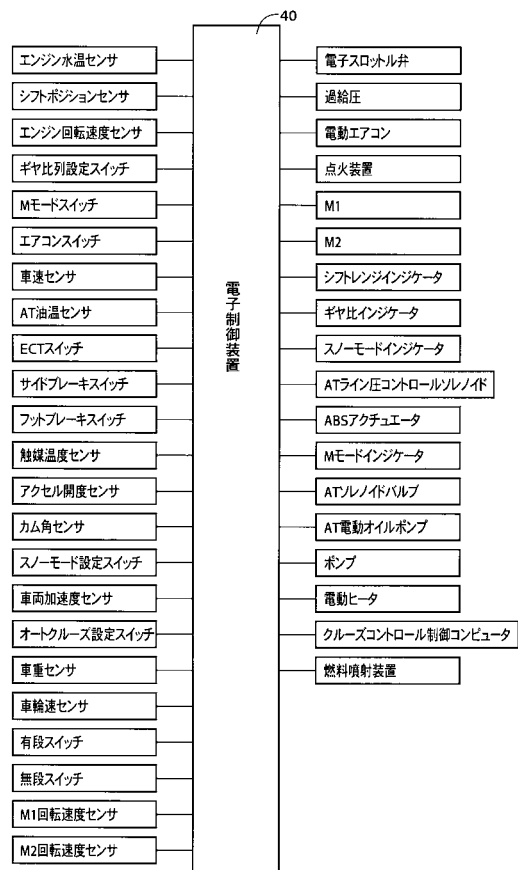 40
エンジン水温センサ
シフトポジションセンサ
エンジン回転速度センサ
ギヤ比列設定スイッチ
Mモードスイッチ
エアコンスイッチ
車速センサ
AT油温センサ
ECTスイッチ
サイドブレーキスイッチ
フットブレーキスイッチ
触媒温度センサ
アクセル開度センサ
カム角センサ
スノーモード設定スイッチ
車両加速度センサ
オートクルーズ設定スイッチ
車重センサ
車輪速センサ
有段スイッチ
無段スイッチ
M1回転速度センサ
M2回転速度センサ
電子制御装置
電子スロットル弁
過給圧
電動エアコン
点火装置
M1
M2
シフトレンジインジケータ
ギヤ比インジケータ
スノーモードインジケータ
ATライン圧コントロールソレノイド
ABSアクチュエータ
Mモードインジケータ
ATソレノイドバルブ
AT電動オイルポンプ
ポンプ
電動ヒータ
クルーズコントロール制御コンピュータ
燃料噴射装置